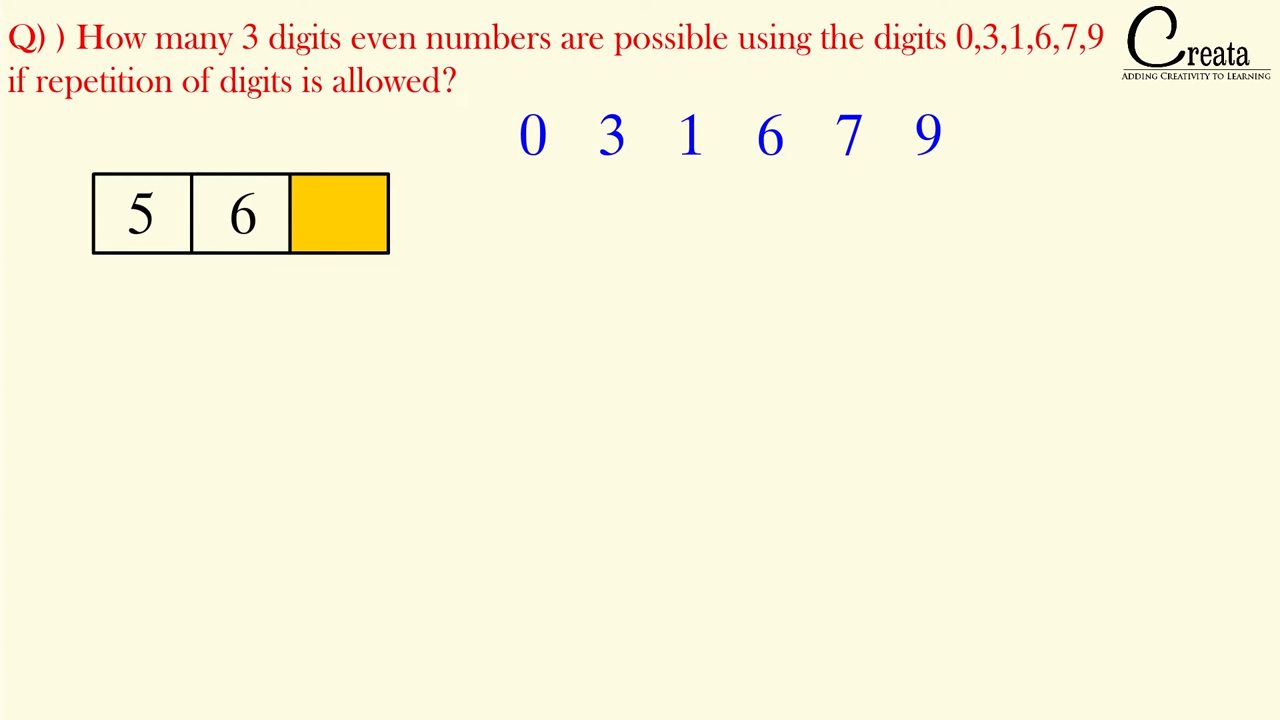 Q) ) How many 3 digits even numbers are possible using the digits 0,3,1,6,7,9
if repetition of digits is allowed?
Creata
ADDING CREATIVITY TO LEARNING
0 3 1 6 7 9
5 6